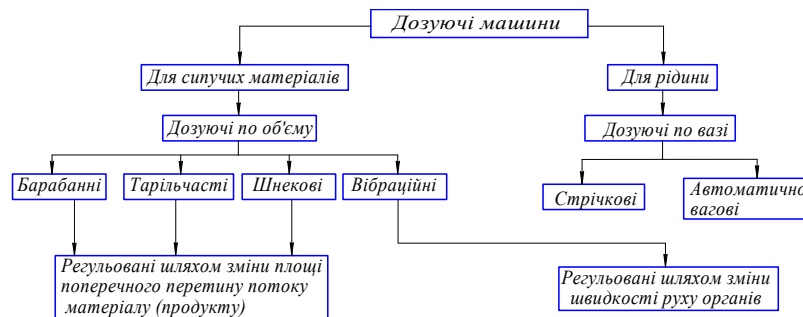 Дозуючі машини
Для сипучих матеріалів
Для рідини
Дозуючі по об'єму
Дозуючі по вазі
Барабанні
Тарільчасті
Шнекові
Вібраційні
Стрічкові
Автоматично
вагові
Регульовані шляхом зміни площі
поперечного перетину потоку
матеріалу (продукту)
Регульовані шляхом зміни
швидкості руху органів